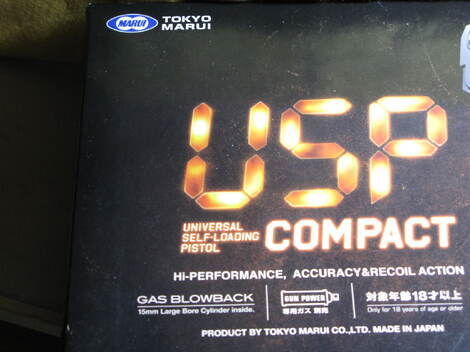 MARUI
TOKYO
MARUI
USP
UNIVERSAL
SELF-LOADING
PISTOL
COMPACT
HI-PERFORMANCE, ACCURACY&RECOIL ACTION
GAS BLOWBACK
15mm Large Bore Cylinder inside.
GUN POWER
専用ガス 別売
対象年齢18才以上
Only for 18 years of age or older
PRODUCT BY TOKYO MARUI CO.,LTD. MADE IN JAPAN